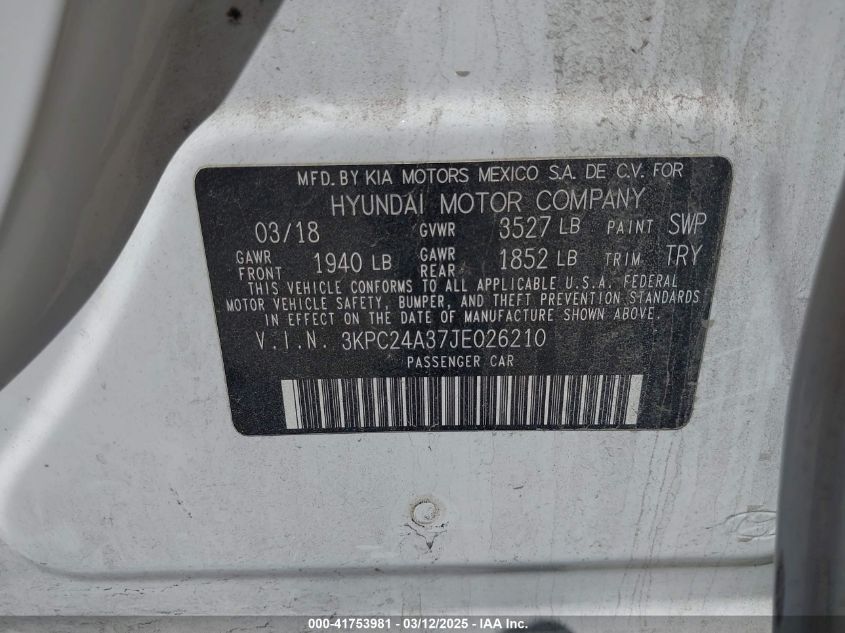 MFD. BY KIA MOTORS MEXICO S.A. DE C.V. FOR
HYUNDAI MOTOR COMPANY
03/18 GVWR 3527 LB PAINT SWP
GAWR FRONT 1940 LB GAWR REAR 1852 LB TRIM TRY
THIS VEHICLE CONFORMS TO ALL APPLICABLE U.S.A. FEDERAL
MOTOR VEHICLE SAFETY, BUMPER, AND THEFT PREVENTION STANDARDS
IN EFFECT ON THE DATE OF MANUFACTURE SHOWN ABOVE.
V.I.N. 3KPC24A37JE026210
PASSENGER CAR
000-41753981 - 03/12/2025 - IAA Inc.